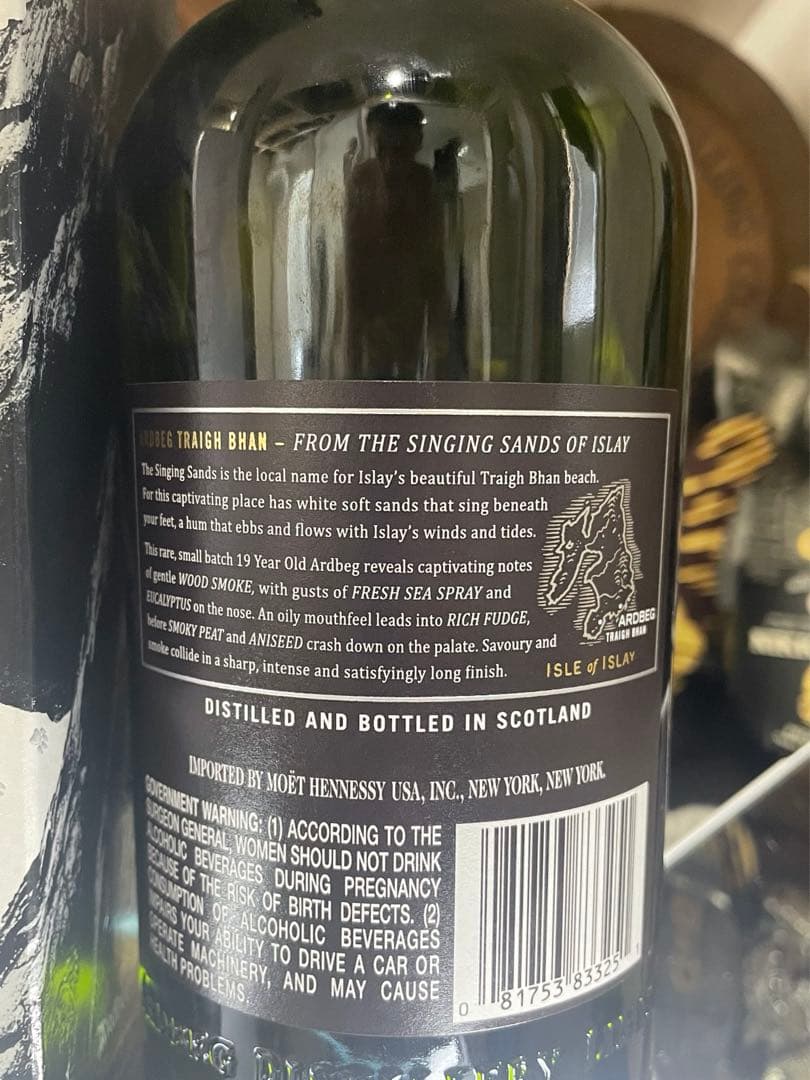 ARDBEG TRAIGH BHAN – FROM THE SINGING SANDS OF ISLAY
The Singing Sands is the local name for Islay's beautiful Traigh Bhan beach.
For this captivating place has white soft sands that sing beneath
your feet, a hum that ebbs and flows with Islay's winds and tides.
This rare, small batch 19 Year Old Ardbeg reveals captivating notes
of gentle WOOD SMOKE, with gusts of FRESH SEA SPRAY and
EUCALYPTUS on the nose. An oily mouthfeel leads into RICH FUDGE,
before SMOKY PEAT and ANISEED crash down on the palate. Savoury and
smoke collide in a sharp, intense and satisfyingly long finish.
ARDBEG
TRAIGH BHAN
ISLE of ISLAY
DISTILLED AND BOTTLED IN SCOTLAND
IMPORTED BY MOËT HENNESSY USA, INC., NEW YORK, NEW YORK.
GOVERNMENT WARNING: (1) ACCORDING TO THE
SURGEON GENERAL, WOMEN SHOULD NOT DRINK
ALCOHOLIC BEVERAGES DURING PREGNANCY
BECAUSE OF THE RISK OF BIRTH DEFECTS. (2)
CONSUMPTION OF ALCOHOLIC BEVERAGES
IMPAIRS YOUR ABILITY TO DRIVE A CAR OR
OPERATE MACHINERY, AND MAY CAUSE
HEALTH PROBLEMS.
0 81753 83325 1